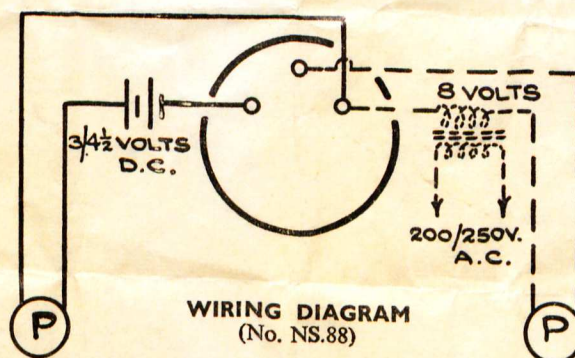 8 VOLTS
3/4½ VOLTS
D.C.
200/250V.
A.C.
WIRING DIAGRAM
(No. NS.88)
P
P